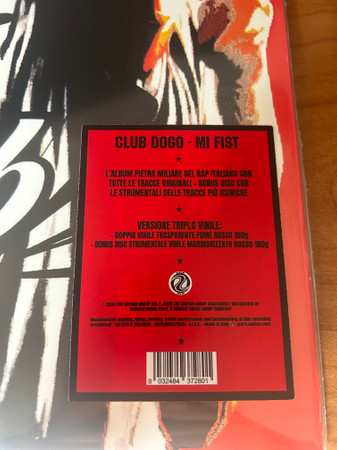 CLUB DOGO - MI FIST
L'ALBUM PIETRA MILIARE DEL RAP ITALIANO CON
TUTTE LE TRACCE ORIGINALI - BONUS DISC CON
LE STRUMENTALI DELLE TRACCE PIÙ ICONICHE
VERSIONE TRIPLO VINILE:
- DOPPIO VINILE TRASPARENTE FUMÉ ROSSO 180g
- BONUS DISC STRUMENTALE VINILE MARMORIZZATO ROSSO 180g
8 032484 372801